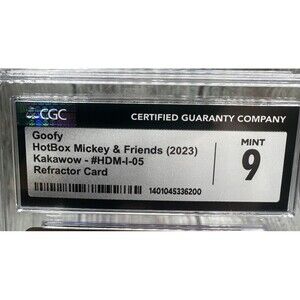 CGC
CERTIFIED GUARANTY COMPANY
Goofy
HotBox Mickey & Friends (2023)
Kakawow - #HDM-I-05
Refractor Card
MINT
9
1401045336200